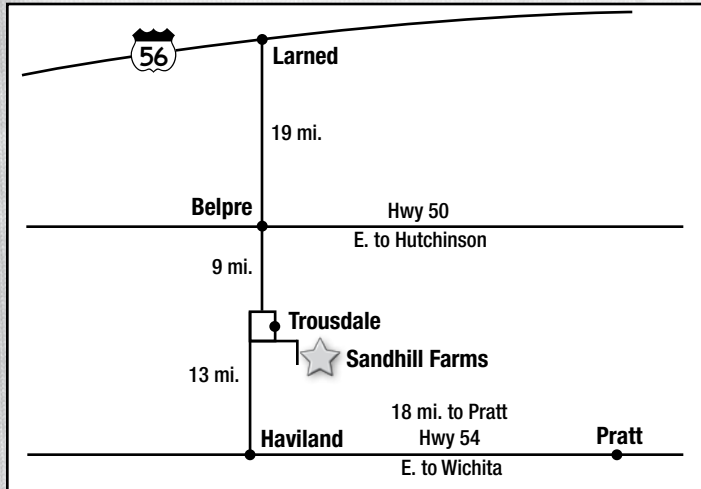 56
Larned
19 mi.
Belpre
Hwy 50
E. to Hutchinson
9 mi.
Trousdale
Sandhill Farms
13 mi.
18 mi. to Pratt
Haviland
Hwy 54
Pratt
E. to Wichita